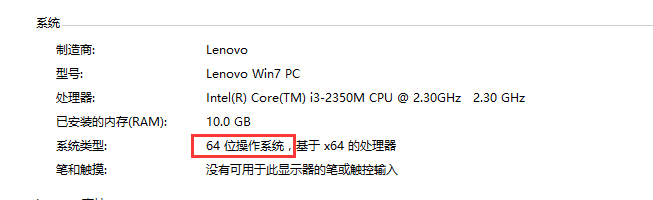 系统
制造商: Lenovo
型号: Lenovo Win7 PC
处理器: Intel(R) Core(TM) i3-2350M CPU @ 2.30GHz 2.30 GHz
已安装的内存(RAM): 10.0 GB
系统类型: 64 位操作系统，基于 x64 的处理器
笔和触摸: 没有可用于此显示器的笔或触控输入